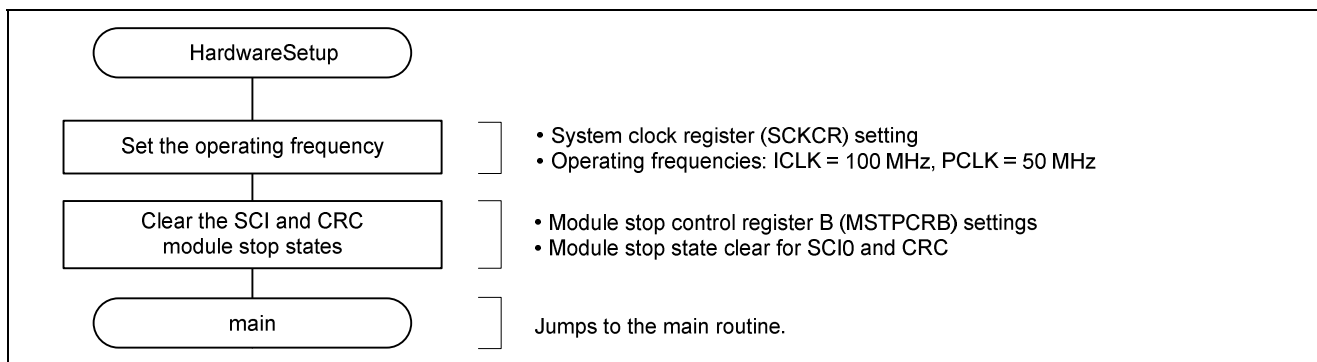 HardwareSetup
Set the operating frequency
• System clock register (SCKCR) setting
• Operating frequencies: ICLK = 100 MHz, PCLK = 50 MHz
Clear the SCI and CRC
module stop states
• Module stop control register B (MSTPCRB) settings
• Module stop state clear for SCI0 and CRC
main
Jumps to the main routine.